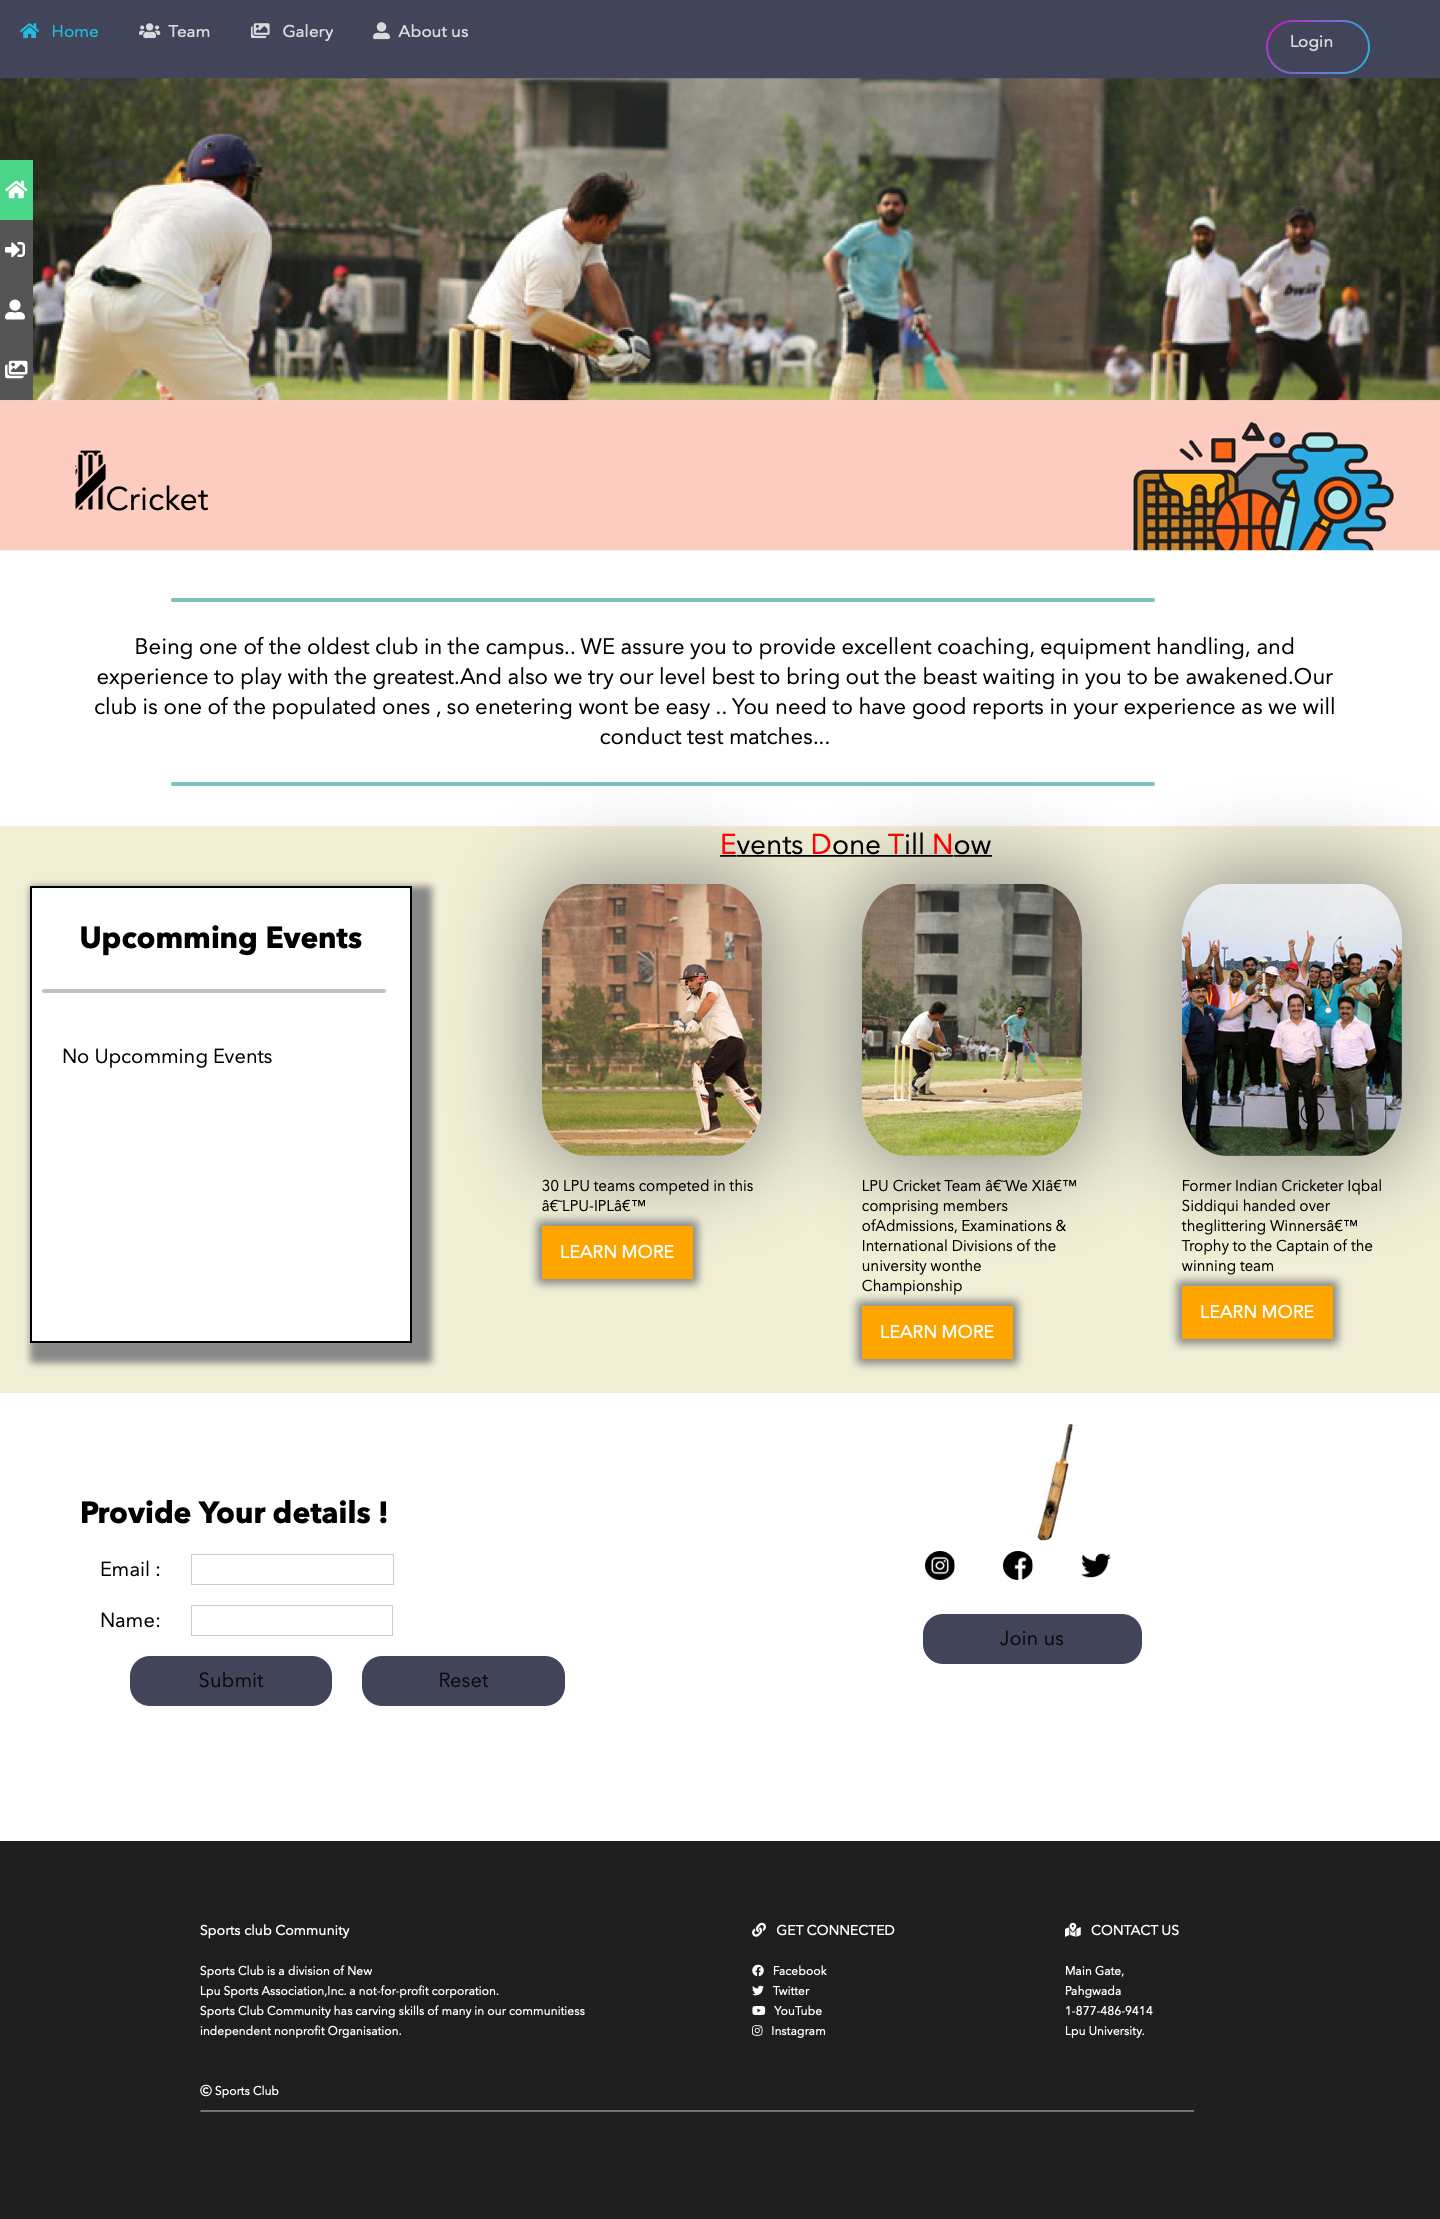 Home
Team
Galery
About us
Login
Cricket
Being one of the oldest club in the campus.. WE assure you to provide excellent coaching, equipment handling, and
experience to play with the greatest.And also we try our level best to bring out the beast waiting in you to be awakened.Our
club is one of the populated ones , so enetering wont be easy .. You need to have good reports in your experience as we will
conduct test matches...
Events Done Till Now
Upcomming Events
No Upcomming Events
30 LPU teams competed in this
â€˜LPU-IPLâ€™
LEARN MORE
LPU Cricket Team â€˜We XIâ€™
comprising members
ofAdmissions, Examinations &
International Divisions of the
university wonthe
Championship
LEARN MORE
Former Indian Cricketer Iqbal
Siddiqui handed over
theglittering Winnersâ€™
Trophy to the Captain of the
winning team
LEARN MORE
Provide Your details !
Email :
Name:
Submit
Reset
Join us
Sports club Community
Sports Club is a division of New
Lpu Sports Association,Inc. a not-for-profit corporation.
Sports Club Community has carving skills of many in our communitiess
independent nonprofit Organisation.
© Sports Club
GET CONNECTED
Facebook
Twitter
YouTube
Instagram
CONTACT US
Main Gate,
Pahgwada
1-877-486-9414
Lpu University.